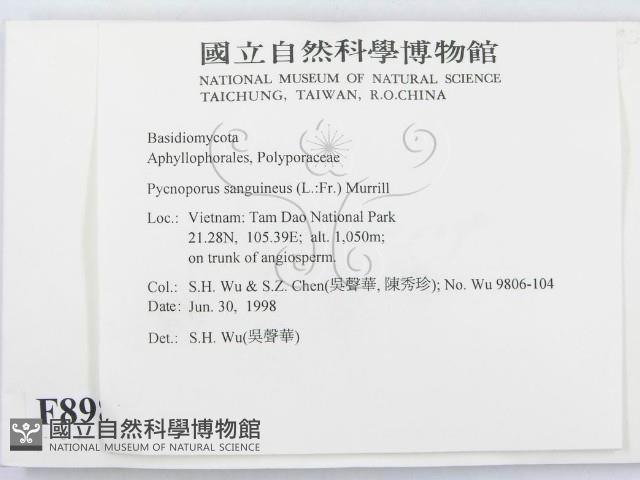 國立自然科學博物館
NATIONAL MUSEUM OF NATURAL SCIENCE
TAICHUNG, TAIWAN, R.O.CHINA
Basidiomycota
Aphyllophorales, Polyporaceae
Pycnoporus sanguineus (L.:Fr.) Murrill
Loc.: Vietnam: Tam Dao National Park
21.28N, 105.39E; alt. 1,050m;
on trunk of angiosperm.
Col.: S.H. Wu & S.Z. Chen(吳聲華, 陳秀珍); No. Wu 9806-104
Date: Jun. 30, 1998
Det.: S.H. Wu(吳聲華)
國立自然科學博物館
NATIONAL MUSEUM OF NATURAL SCIENCE